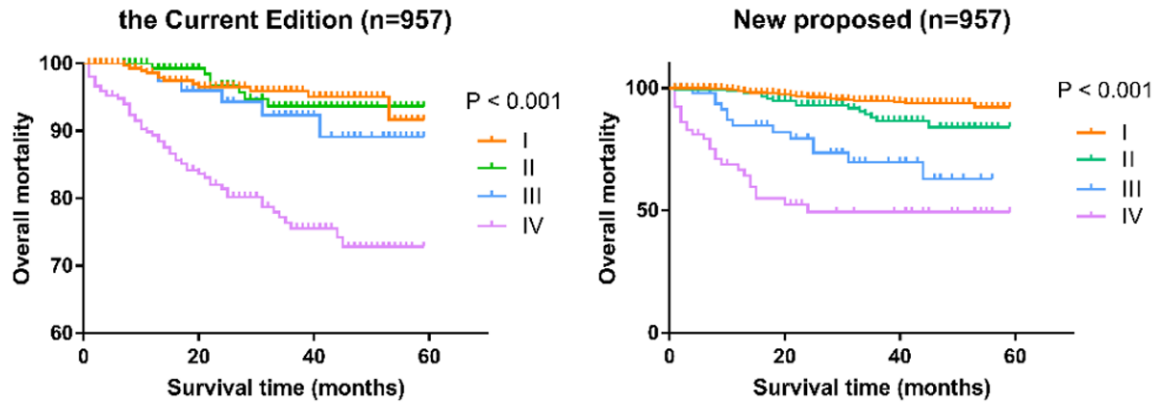 the Current Edition (n=957)
100
90
80
70
60
0
20
40
60
Overall mortality
Survival time (months)
P < 0.001
I
II
III
IV
New proposed (n=957)
100
50
0
0
20
40
60
Overall mortality
Survival time (months)
P < 0.001
I
II
III
IV